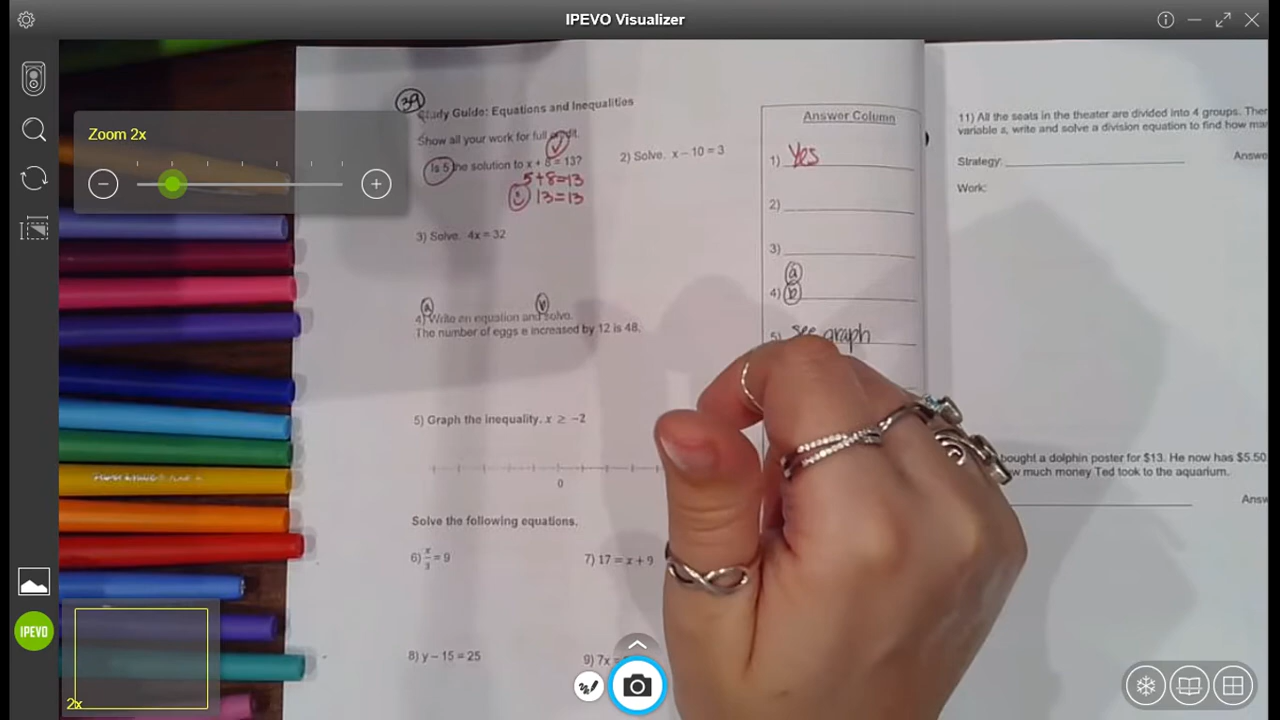 IPEVO Visualizer
Zoom 2x
39
Study Guide: Equations and Inequalities
Show all your work for full credit.
Is 5 the solution to x + 8 = 13?
5+8=13
13=13
2) Solve. x – 10 = 3
3) Solve. 4x = 32
a b
4) Write an equation and solve.
The number of eggs e increased by 12 is 48.
5) Graph the inequality. x ≥ –2
0
Solve the following equations.
6) x/3 = 9
7) 17 = x + 9
8) y – 15 = 25
9) 7x =
Answer Column
1) Yes
2)
3)
a
4) b
5) see graph
11) All the seats in the theater are divided into 4 groups.
variable s, write and solve a division equation to find how
Strategy:
Work:
bought a dolphin poster for $13. He now has $5.50
much money Ted took to the aquarium.
IPEVO
2x